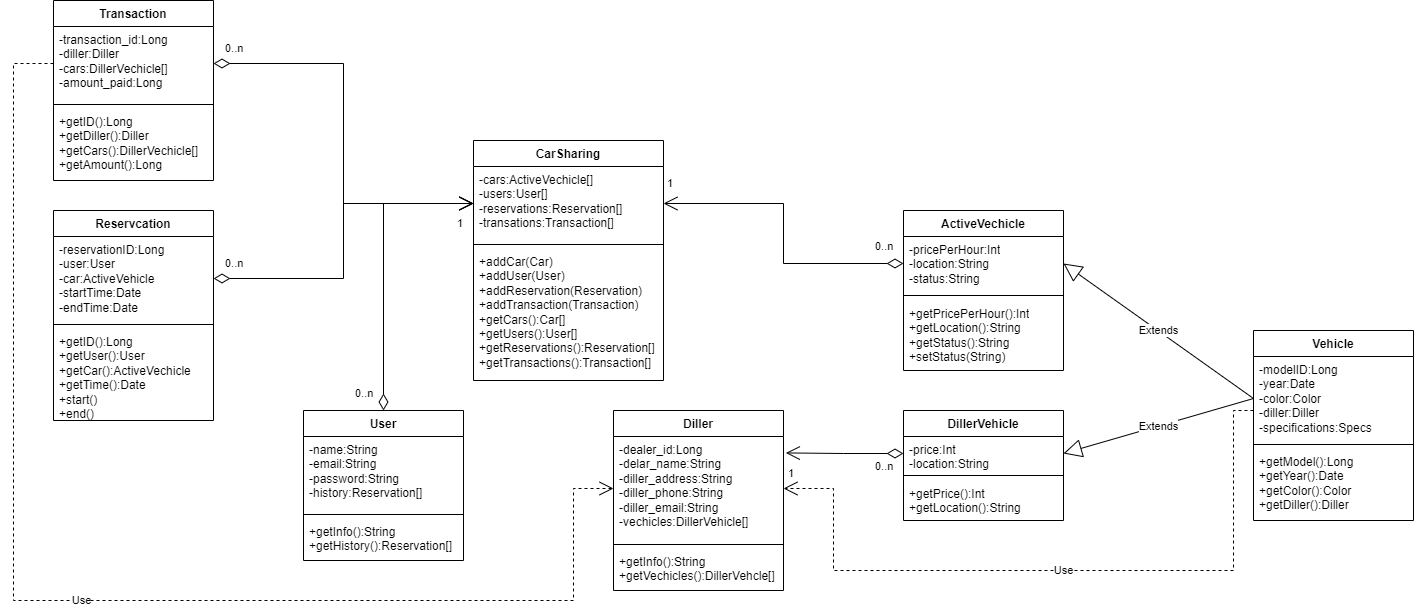 Transaction
-transaction_id:Long
-diller:Diller
-cars:DillerVechicle[]
-amount_paid:Long
+getID():Long
+getDiller():Diller
+getCars():DillerVechicle[]
+getAmount():Long
0..n
Reservcation
-reservationID:Long
-user:User
-car:ActiveVehicle
-startTime:Date
-endTime:Date
+getID():Long
+getUser():User
+getCar():ActiveVechicle
+getTime():Date
+start()
+end()
0..n
CarSharing
-cars:ActiveVechicle[]
-users:User[]
-reservations:Reservation[]
-transations:Transaction[]
+addCar(Car)
+addUser(User)
+addReservation(Reservation)
+addTransaction(Transaction)
+getCars():Car[]
+getUsers():User[]
+getReservations():Reservation[]
+getTransactions():Transaction[]
1
1
ActiveVechicle
-pricePerHour:Int
-location:String
-status:String
+getPricePerHour():Int
+getLocation():String
+getStatus():String
+setStatus(String)
0..n
Extends
Vehicle
-modelID:Long
-year:Date
-color:Color
-diller:Diller
-specifications:Specs
+getModel():Long
+getYear():Date
+getColor():Color
+getDiller():Diller
0..n
User
-name:String
-email:String
-password:String
-history:Reservation[]
+getInfo():String
+getHistory():Reservation[]
Diller
-dealer_id:Long
-delar_name:String
-diller_address:String
-diller_phone:String
-diller_email:String
-vechicles:DillerVehicle[]
+getInfo():String
+getVechicles():DillerVehcle[]
1
0..n
DillerVehicle
-price:Int
-location:String
+getPrice():Int
+getLocation():String
Extends
Use
Use